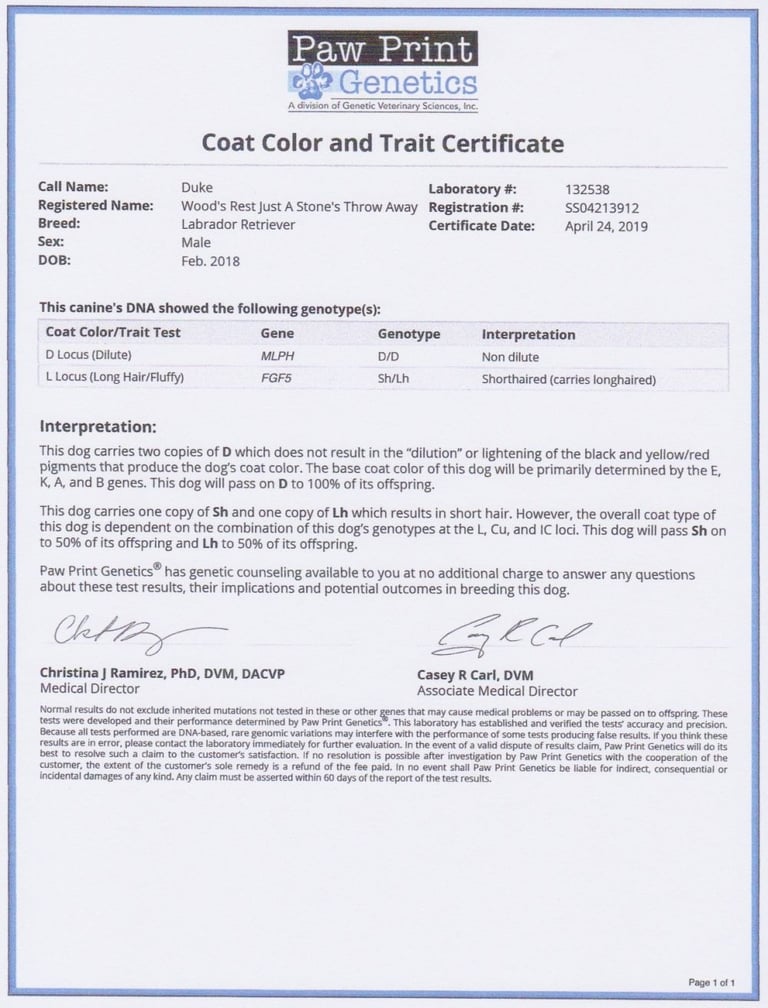 Paw Print
Genetics
A division of Genetic Veterinary Sciences, Inc.
Coat Color and Trait Certificate
Call Name: Duke Laboratory #: 132538
Registered Name: Wood's Rest Just A Stone's Throw Away Registration #: SS04213912
Breed: Labrador Retriever Certificate Date: April 24, 2019
Sex: Male
DOB: Feb. 2018
This canine's DNA showed the following genotype(s):
Coat Color/Trait Test Gene Genotype Interpretation
D Locus (Dilute) MLPH D/D Non dilute
L Locus (Long Hair/Fluffy) FGF5 Sh/Lh Shorthaired (carries longhaired)
Interpretation:
This dog carries two copies of D which does not result in the “dilution” or lightening of the black and yellow/red
pigments that produce the dog's coat color. The base coat color of this dog will be primarily determined by the E,
K, A, and B genes. This dog will pass on D to 100% of its offspring.
This dog carries one copy of Sh and one copy of Lh which results in short hair. However, the overall coat type of
this dog is dependent on the combination of this dog's genotypes at the L, Cu, and IC loci. This dog will pass Sh on
to 50% of its offspring and Lh to 50% of its offspring.
Paw Print Genetics® has genetic counseling available to you at no additional charge to answer any questions
about these test results, their implications and potential outcomes in breeding this dog.
Christina J Ramirez, PhD, DVM, DACVP Casey R Carl, DVM
Medical Director Associate Medical Director
Normal results do not exclude inherited mutations not tested in these or other genes that may cause medical problems or may be passed on to offspring. These
tests were developed and their performance determined by Paw Print Genetics®. This laboratory has established and verified the tests' accuracy and precision.
Because all tests performed are DNA-based, rare genomic variations may interfere with the performance of some tests producing false results. If you think these
results are in error, please contact the laboratory immediately for further evaluation. In the event of a valid dispute of results claim, Paw Print Genetics will do its
best to resolve such a claim to the customer's satisfaction. If no resolution is possible after investigation by Paw Print Genetics with the cooperation of the
customer, the extent of the customer's sole remedy is a refund of the fee paid. In no event shall Paw Print Genetics be liable for indirect, consequential or
incidental damages of any kind. Any claim must be asserted within 60 days of the report of the test results.
Page 1 of 1